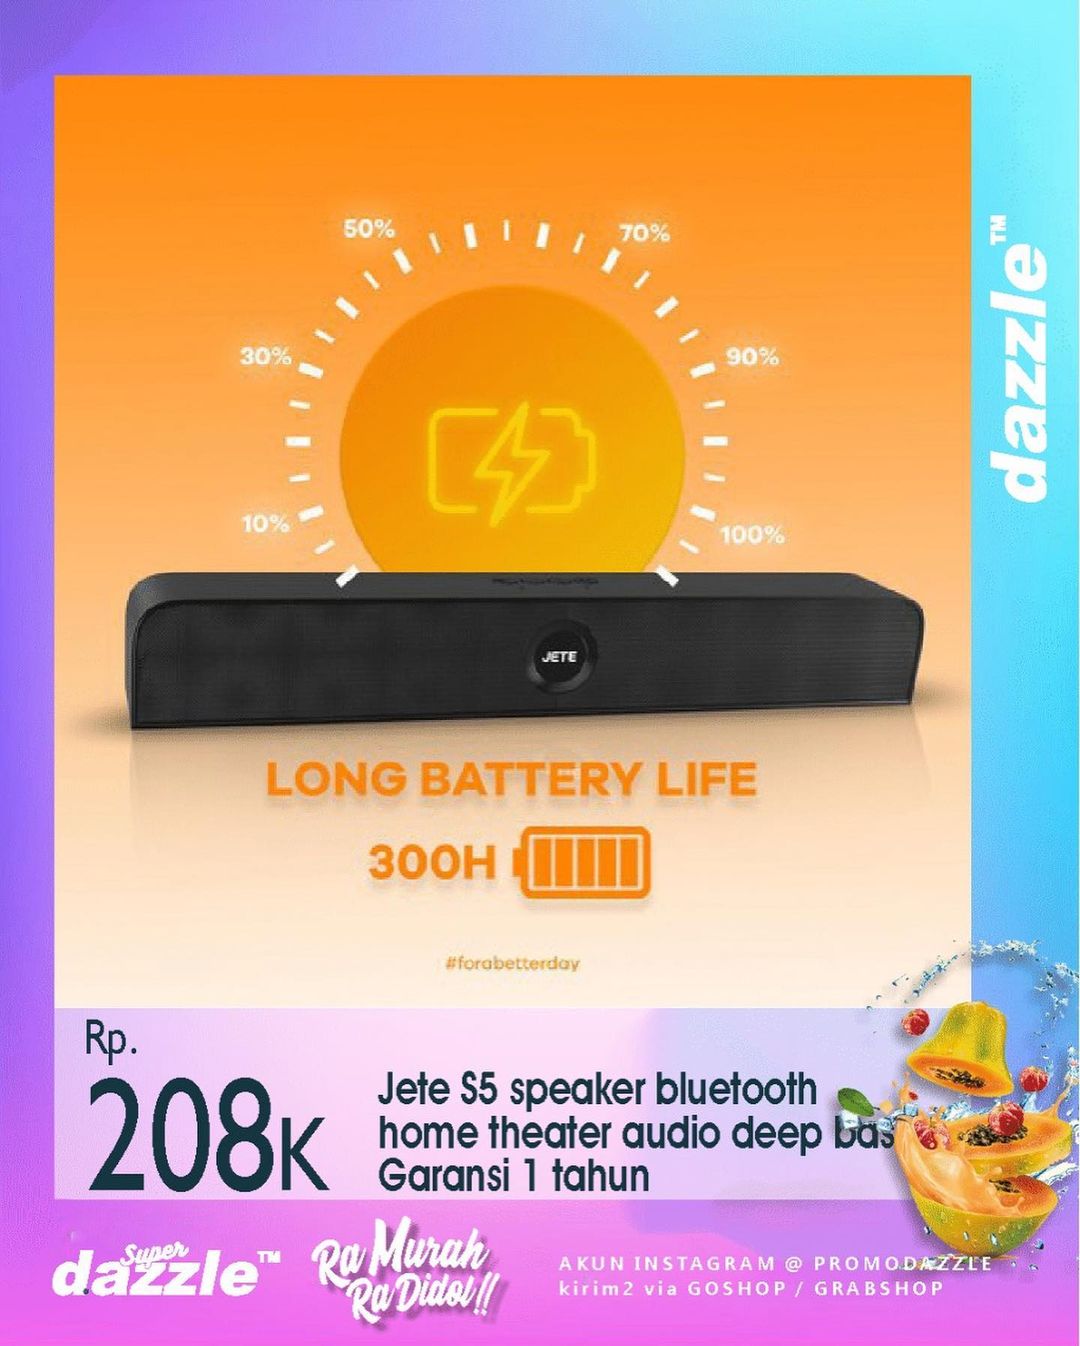 50%
70%
30%
90%
10%
100%
dazzle™
JETE
LONG BATTERY LIFE
300H
#forabetterday
Rp.
208K
Jete S5 speaker bluetooth
home theater audio deep bas
Garansi 1 tahun
Super
dazzle™
Ra Murah
Ra Didol!!
AKUN INSTAGRAM @ PROMODAZZLE
kirim2 via GOSHOP / GRABSHOP